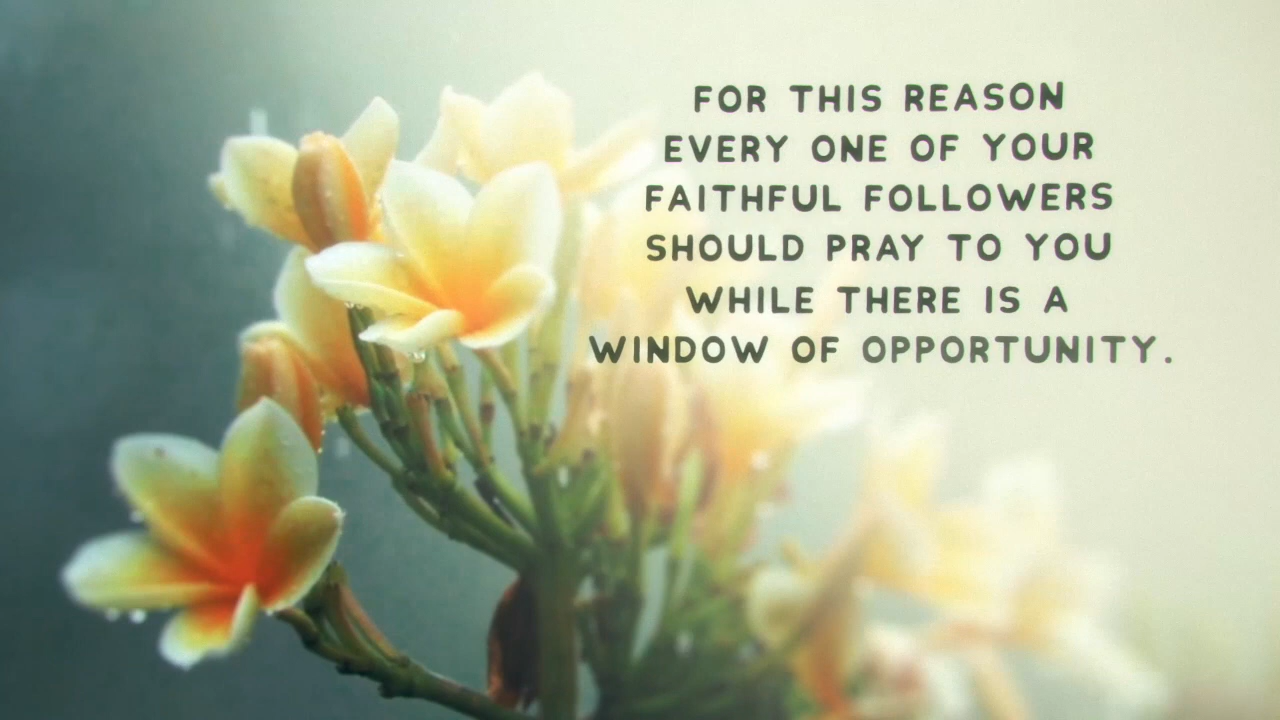 FOR THIS REASON
EVERY ONE OF YOUR
FAITHFUL FOLLOWERS
SHOULD PRAY TO YOU
WHILE THERE IS A
WINDOW OF OPPORTUNITY.